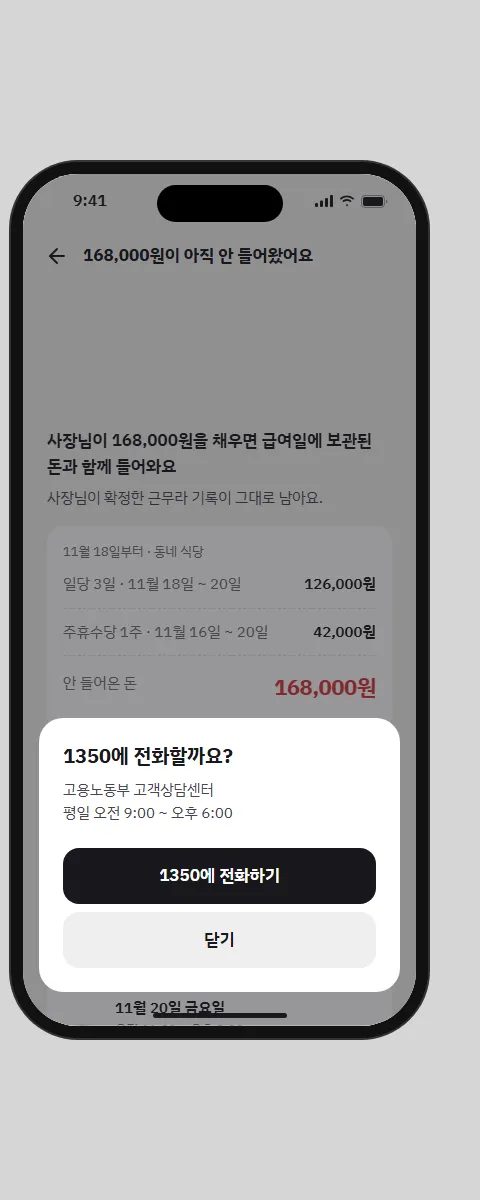 9:41
168,000원이 아직 안 들어왔어요
사장님이 168,000원을 채우면 급여일에 보관된
돈과 함께 들어와요
사장님이 확정한 근무라 기록이 그대로 남아요.
11월 18일부터 · 동네 식당
일당 3일 · 11월 18일 ~ 20일 126,000원
주휴수당 1주 · 11월 16일 ~ 20일 42,000원
안 들어온 돈 168,000원
1350에 전화할까요?
고용노동부 고객상담센터
평일 오전 9:00 ~ 오후 6:00
1350에 전화하기
닫기
11월 20일 금요일